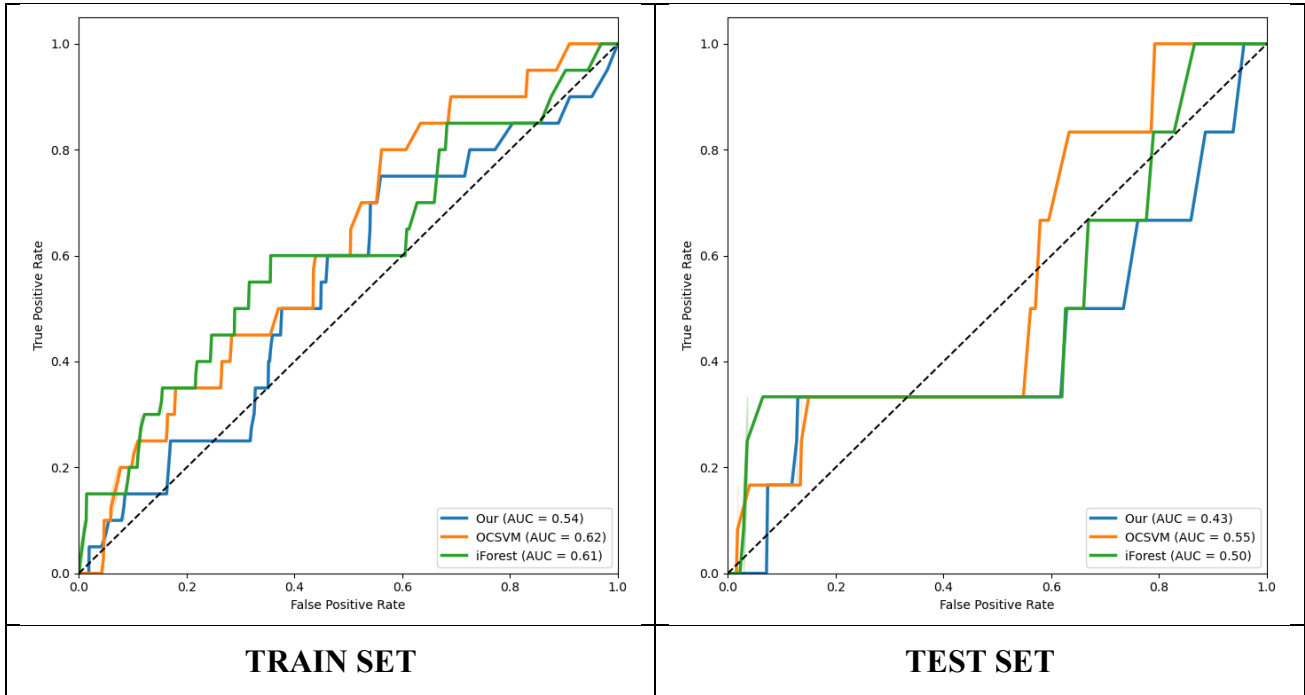 1.0
0.8
0.6
0.4
0.2
0.0
True Positive Rate
0.0 0.2 0.4 0.6 0.8 1.0
False Positive Rate
Our (AUC = 0.54)
OCSVM (AUC = 0.62)
iForest (AUC = 0.61)
TRAIN SET
1.0
0.8
0.6
0.4
0.2
0.0
True Positive Rate
0.0 0.2 0.4 0.6 0.8 1.0
False Positive Rate
Our (AUC = 0.43)
OCSVM (AUC = 0.55)
iForest (AUC = 0.50)
TEST SET